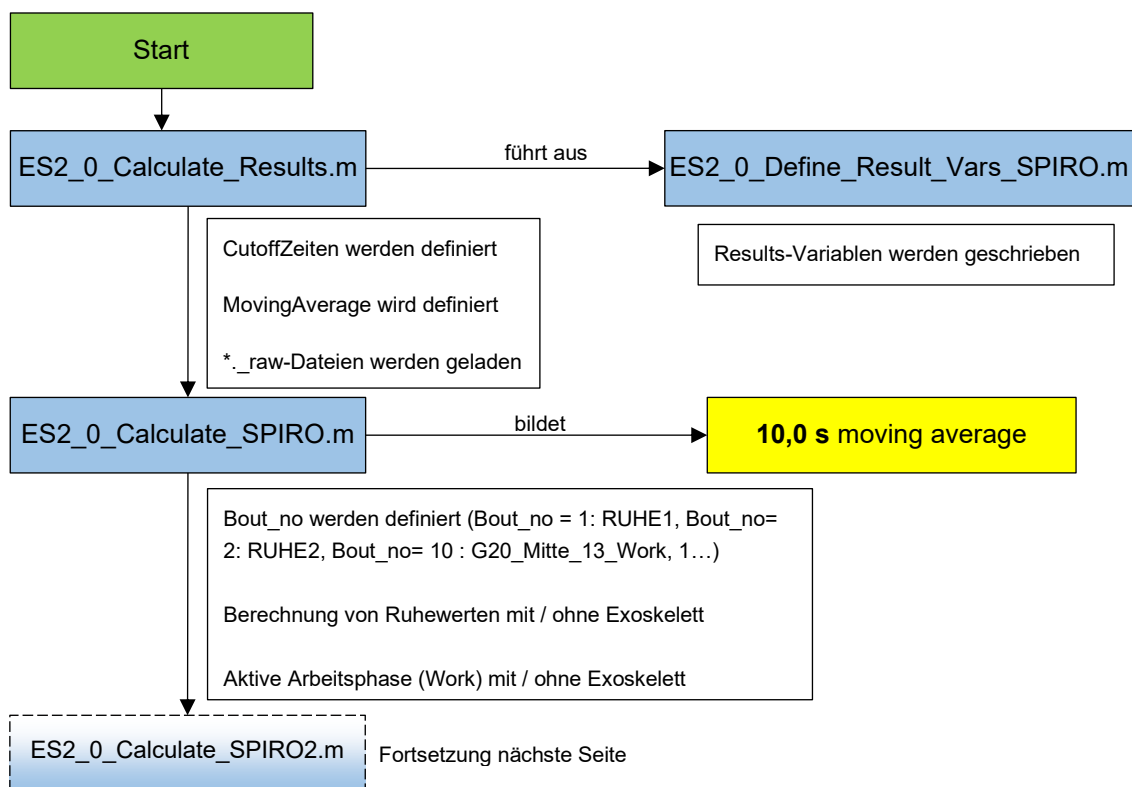 Start
ES2_0_Calculate_Results.m
führt aus
ES2_0_Define_Result_Vars_SPIRO.m
CutoffZeiten werden definiert
MovingAverage wird definiert
*._raw-Dateien werden geladen
Results-Variablen werden geschrieben
ES2_0_Calculate_SPIRO.m
bildet
10,0 s moving average
Bout_no werden definiert (Bout_no = 1: RUHE1, Bout_no=
2: RUHE2, Bout_no= 10 : G20_Mitte_13_Work, 1…)
Berechnung von Ruhewerten mit / ohne Exoskelett
Aktive Arbeitsphase (Work) mit / ohne Exoskelett
ES2_0_Calculate_SPIRO2.m
Fortsetzung nächste Seite